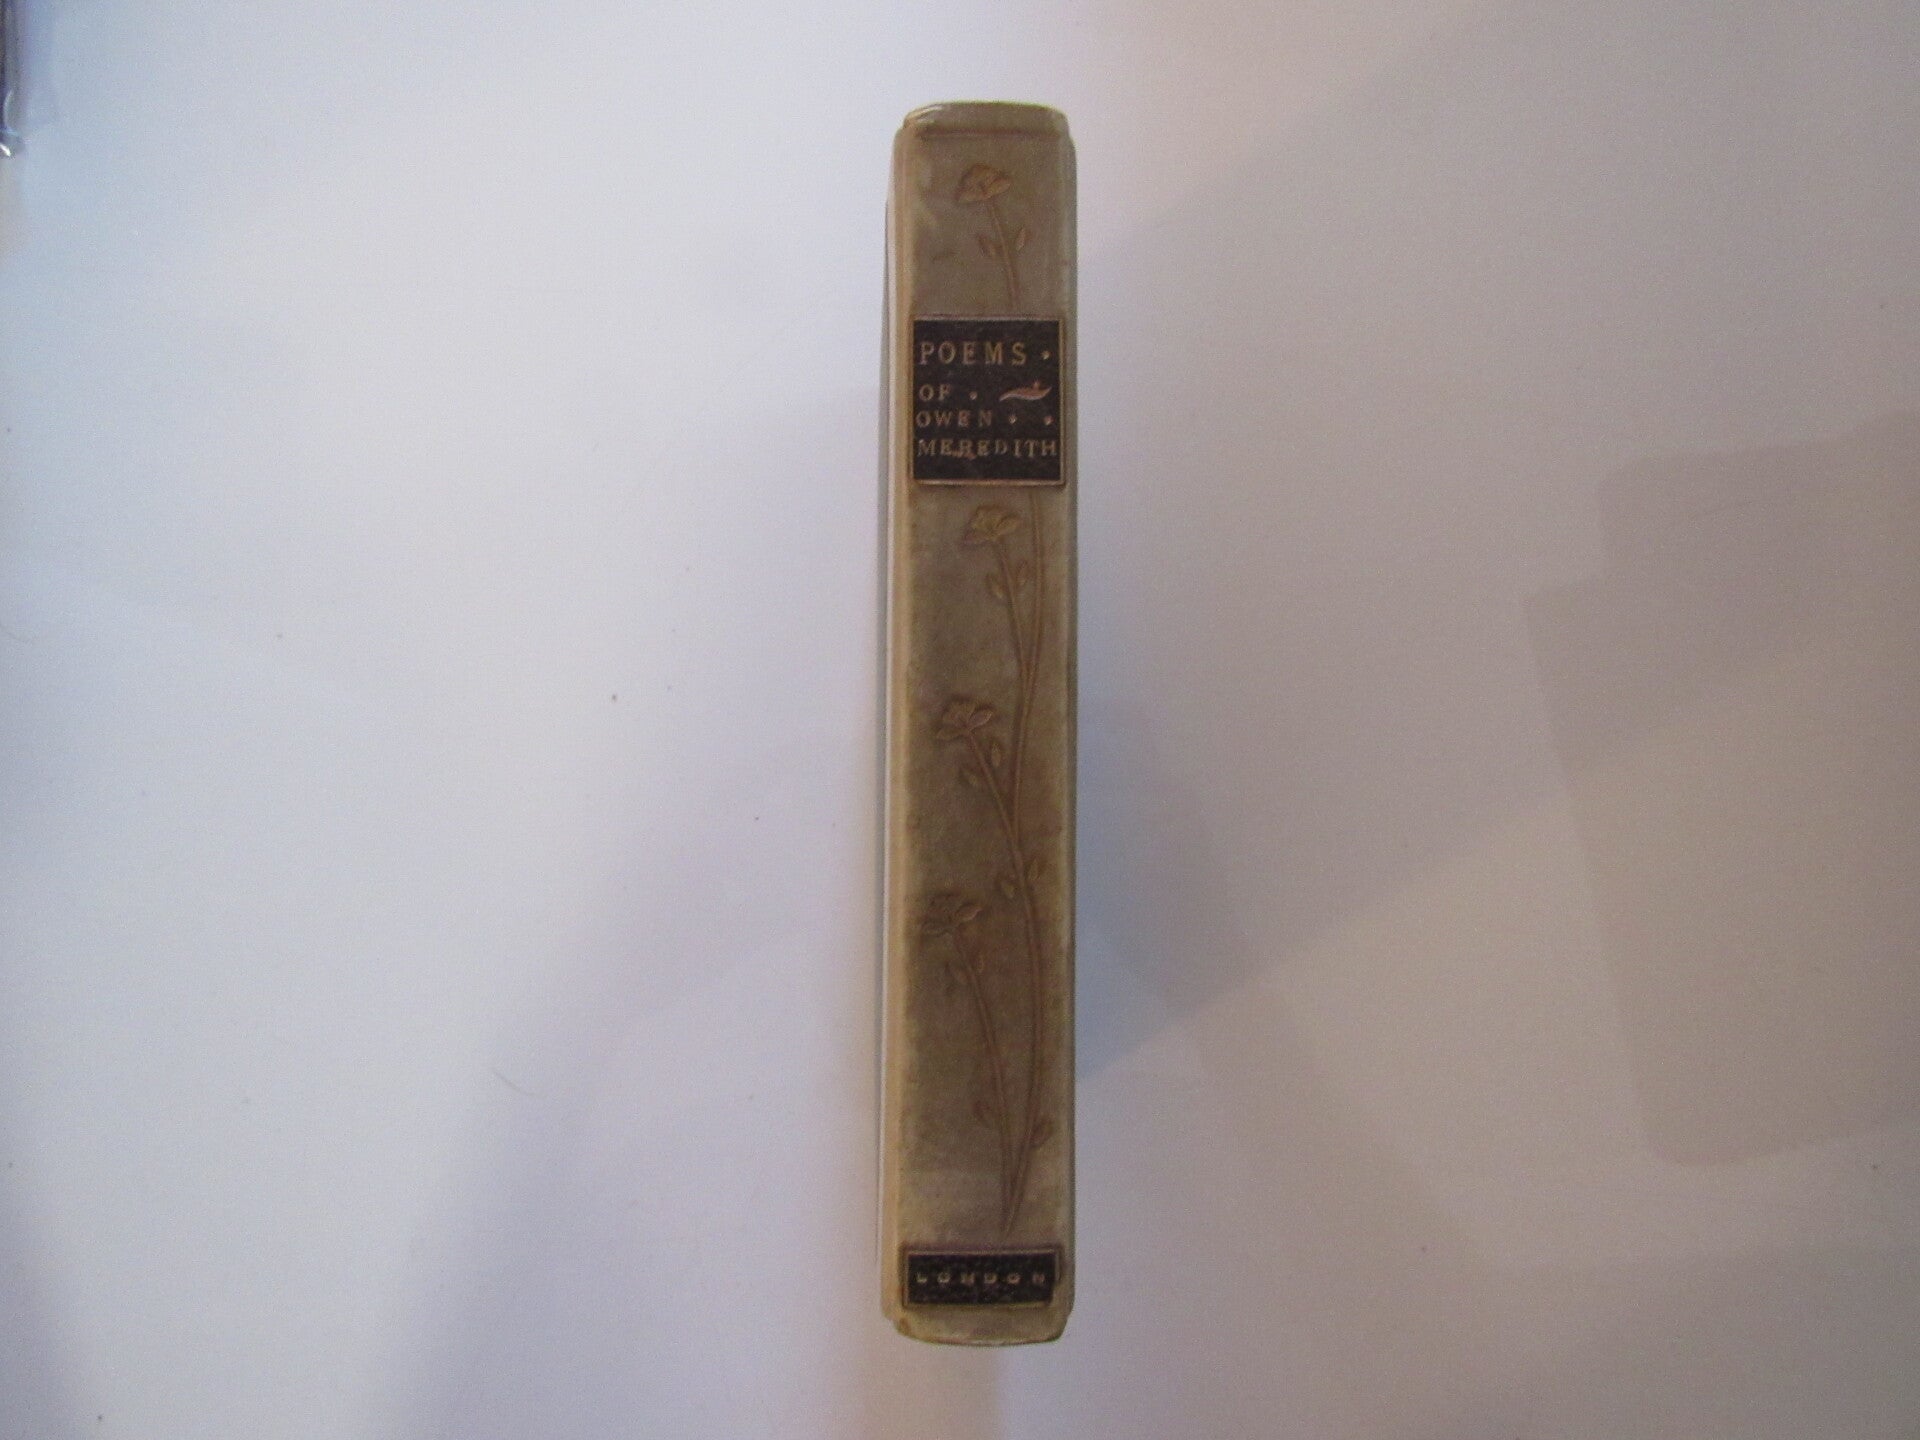 POEMS •
OF •
OWEN • •
MEREDITH
LONDON